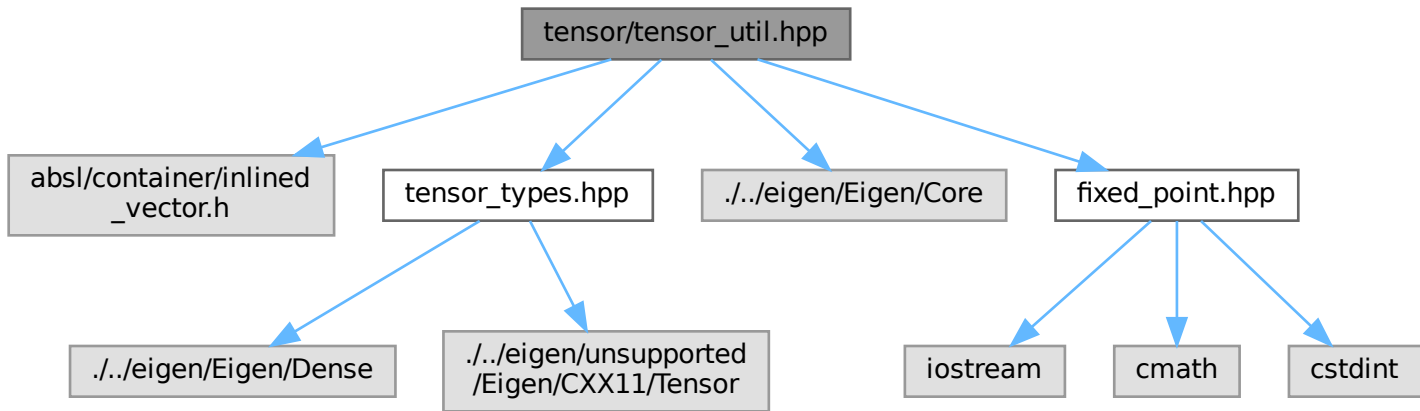 tensor/tensor_util.hpp
absl/container/inlined
_vector.h
tensor_types.hpp
./../eigen/Eigen/Core
fixed_point.hpp
./../eigen/Eigen/Dense
./../eigen/unsupported
/Eigen/CXX11/Tensor
iostream
cmath
cstdint